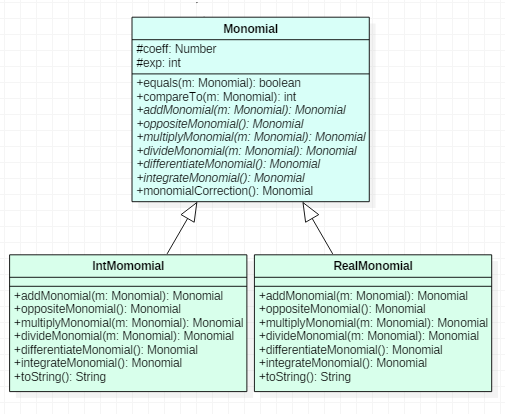 Monomial
#coeff: Number
#exp: int
+equals(m: Monomial): boolean
+compareTo(m: Monomial): int
+addMonomial(m: Monomial): Monomial
+oppositeMonomial(): Monomial
+multiplyMonomial(m: Monomial): Monomial
+divideMonomial(m: Monomial): Monomial
+differentiateMonomial(): Monomial
+integrateMonomial(): Monomial
+monomialCorrection(): Monomial
IntMomomial
+addMonomial(m: Monomial): Monomial
+oppositeMonomial(): Monomial
+multiplyMonomial(m: Monomial): Monomial
+divideMonomial(m: Monomial): Monomial
+differentiateMonomial(): Monomial
+integrateMonomial(): Monomial
+toString(): String
RealMonomial
+addMonomial(m: Monomial): Monomial
+oppositeMonomial(): Monomial
+multiplyMonomial(m: Monomial): Monomial
+divideMonomial(m: Monomial): Monomial
+differentiateMonomial(): Monomial
+integrateMonomial(): Monomial
+toString(): String